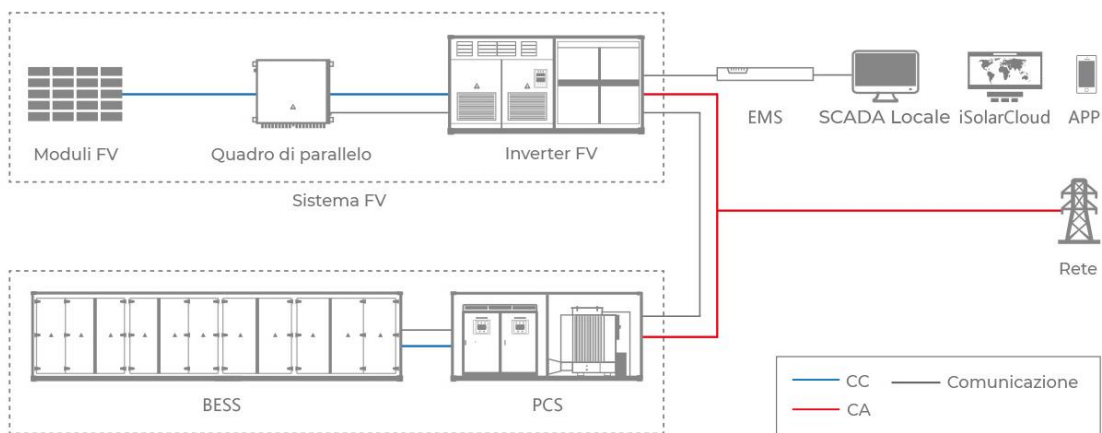 Moduli FV
Quadro di parallelo
Inverter FV
Sistema FV
EMS
SCADA Locale
iSolarCloud
APP
Rete
BESS
PCS
CC
Comunicazione
CA